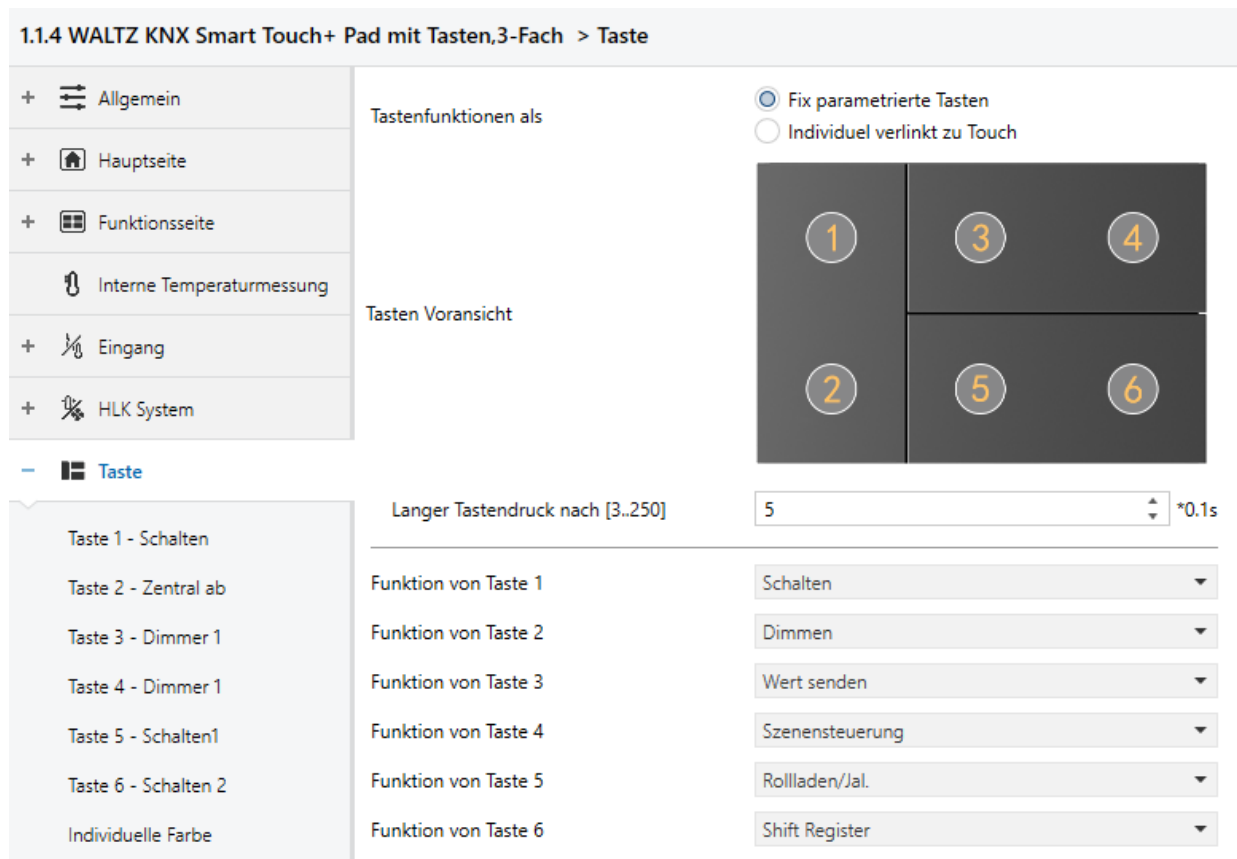 1.1.4 WALTZ KNX Smart Touch+ Pad mit Tasten,3-Fach > Taste
+ Allgemein
+ Hauptseite
+ Funktionsseite
Interne Temperaturmessung
+ Eingang
+ HLK System
− Taste
Taste 1 - Schalten
Taste 2 - Zentral ab
Taste 3 - Dimmer 1
Taste 4 - Dimmer 1
Taste 5 - Schalten1
Taste 6 - Schalten 2
Individuelle Farbe
Tastenfunktionen als
Fix parametrierte Tasten
Individuel verlinkt zu Touch
Tasten Voransicht
1 3 4
2 5 6
Langer Tastendruck nach [3..250] 5 *0.1s
Funktion von Taste 1 Schalten
Funktion von Taste 2 Dimmen
Funktion von Taste 3 Wert senden
Funktion von Taste 4 Szenensteuerung
Funktion von Taste 5 Rollladen/Jal.
Funktion von Taste 6 Shift Register